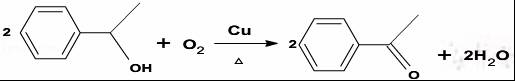 2 OH + O2 Cu △ 2 O + 2H2O